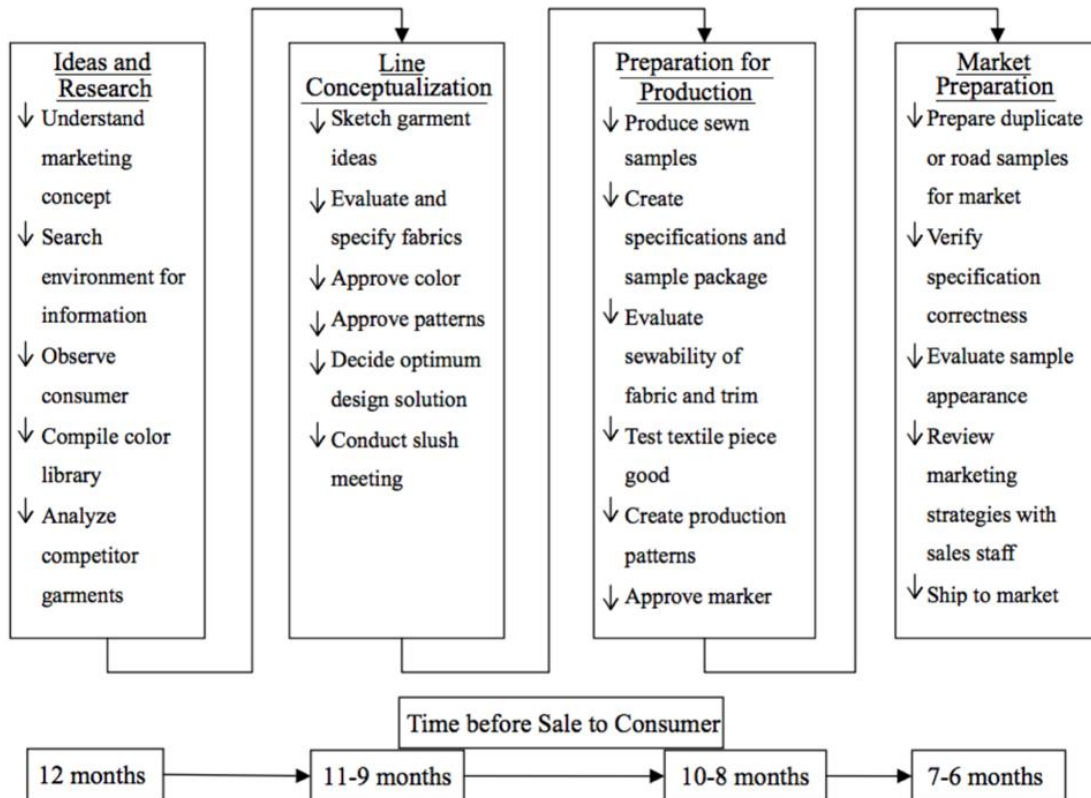 Ideas and
Research
Understand
marketing
concept
Search
environment for
information
Observe
consumer
Compile color
library
Analyze
competitor
garments
Line
Conceptualization
Sketch garment
ideas
Evaluate and
specify fabrics
Approve color
Approve patterns
Decide optimum
design solution
Conduct slush
meeting
Preparation for
Production
Produce sewn
samples
Create
specifications and
sample package
Evaluate
sewability of
fabric and trim
Test textile piece
good
Create production
patterns
Approve marker
Market
Preparation
Prepare duplicate
or road samples
for market
Verify
specification
correctness
Evaluate sample
appearance
Review
marketing
strategies with
sales staff
Ship to market
Time before Sale to Consumer
12 months
11-9 months
10-8 months
7-6 months